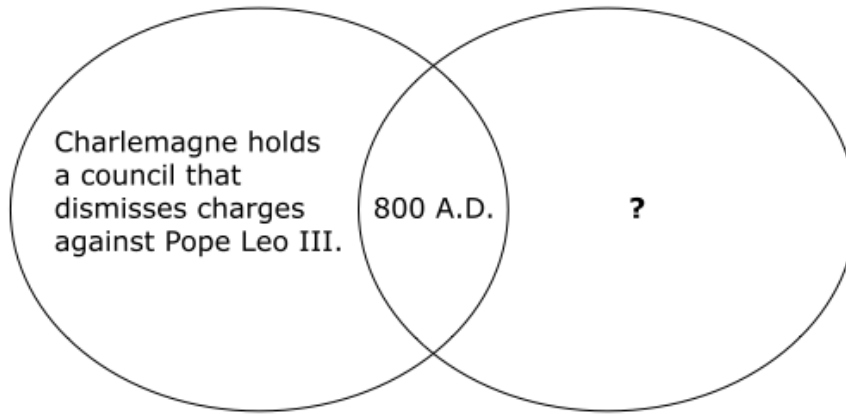 Charlemagne holds
a council that
dismisses charges
against Pope Leo III.
800 A.D.
?